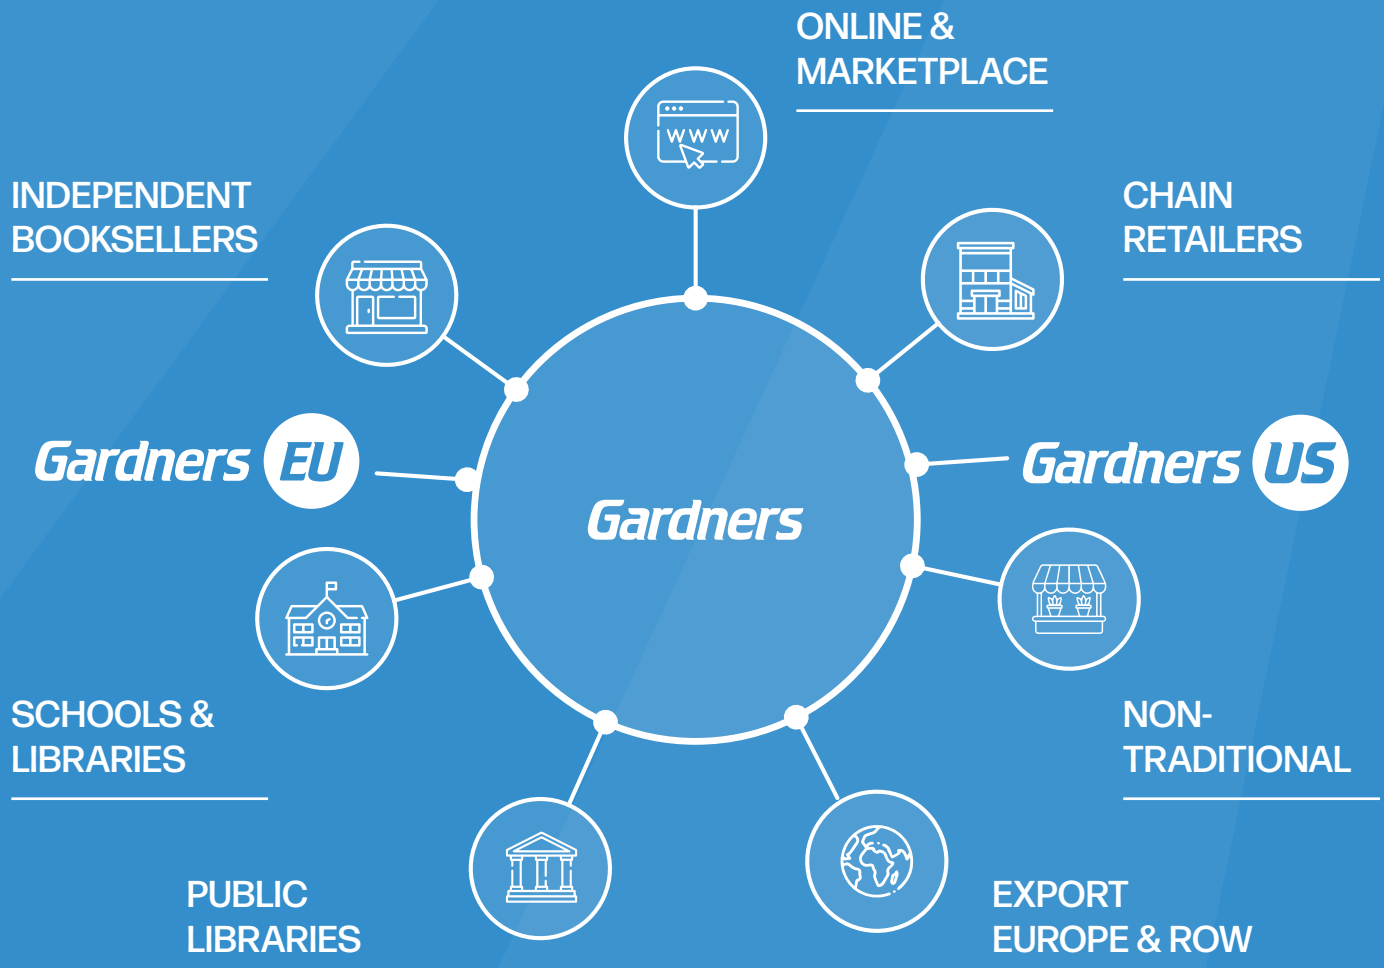 ONLINE &
MARKETPLACE
WWW
INDEPENDENT
BOOKSELLERS
CHAIN
RETAILERS
Gardners EU
Gardners US
Gardners
SCHOOLS &
LIBRARIES
NON-
TRADITIONAL
PUBLIC
LIBRARIES
EXPORT
EUROPE & ROW